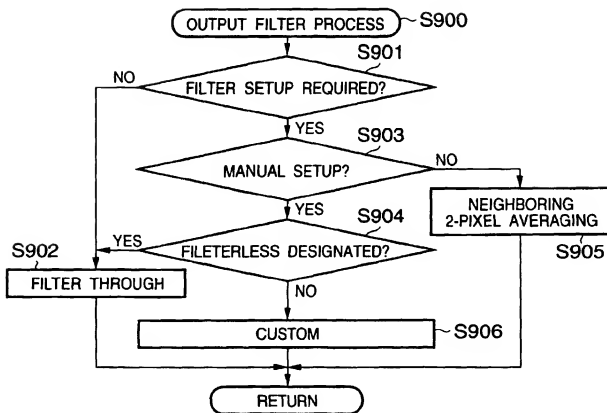 OUTPUT FILTER PROCESS
S900
S901
NO
FILTER SETUP REQUIRED?
YES
S903
MANUAL SETUP?
NO
YES
S904
NEIGHBORING
2-PIXEL AVERAGING
S905
S902
YES
FILETERLESS DESIGNATED?
FILTER THROUGH
NO
CUSTOM
S906
RETURN